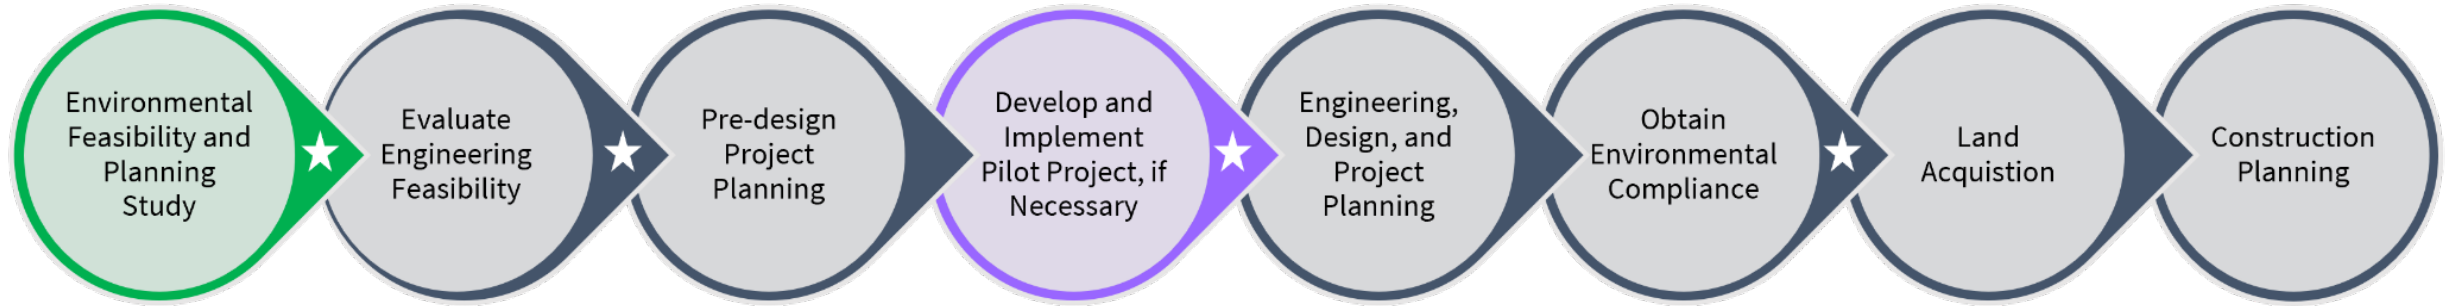 Environmental
Feasibility and
Planning
Study
Evaluate
Engineering
Feasibility
Pre-design
Project
Planning
Develop and
Implement
Pilot Project, if
Necessary
Engineering,
Design, and
Project
Planning
Obtain
Environmental
Compliance
Land
Acquistion
Construction
Planning